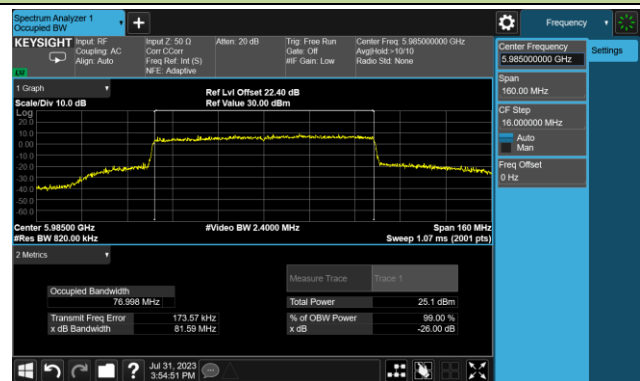 Spectrum Analyzer 1
Occupied BW
Frequency
KEYSIGHT
Input: RF
Coupling: AC
Align: Auto
Input Z: 50 Ω
Corr CCorr
Freq Ref: Int (S)
NFE: Adaptive
Atten: 20 dB
Trig: Free Run
Gate: Off
#IF Gain: Low
Center Freq: 5.985000000 GHz
Avg|Hold:>10/10
Radio Std: None
Center Frequency
5.985000000 GHz
Settings
Span
160.00 MHz
CF Step
16.000000 MHz
Auto
Man
Freq Offset
0 Hz
1 Graph
Scale/Div 10.0 dB
Ref Lvl Offset 22.40 dB
Ref Value 30.00 dBm
Log
20.0
10.0
0.00
-10.0
-20.0
-30.0
-40.0
-50.0
-60.0
Center 5.98500 GHz
#Video BW 2.4000 MHz
Span 160 MHz
#Res BW 820.00 kHz
Sweep 1.07 ms (2001 pts)
2 Metrics
Measure Trace
Trace 1
Occupied Bandwidth
76.998 MHz
Total Power
25.1 dBm
Transmit Freq Error
173.57 kHz
% of OBW Power
99.00 %
x dB Bandwidth
81.59 MHz
x dB
-26.00 dB
Jul 31, 2023
3:54:51 PM